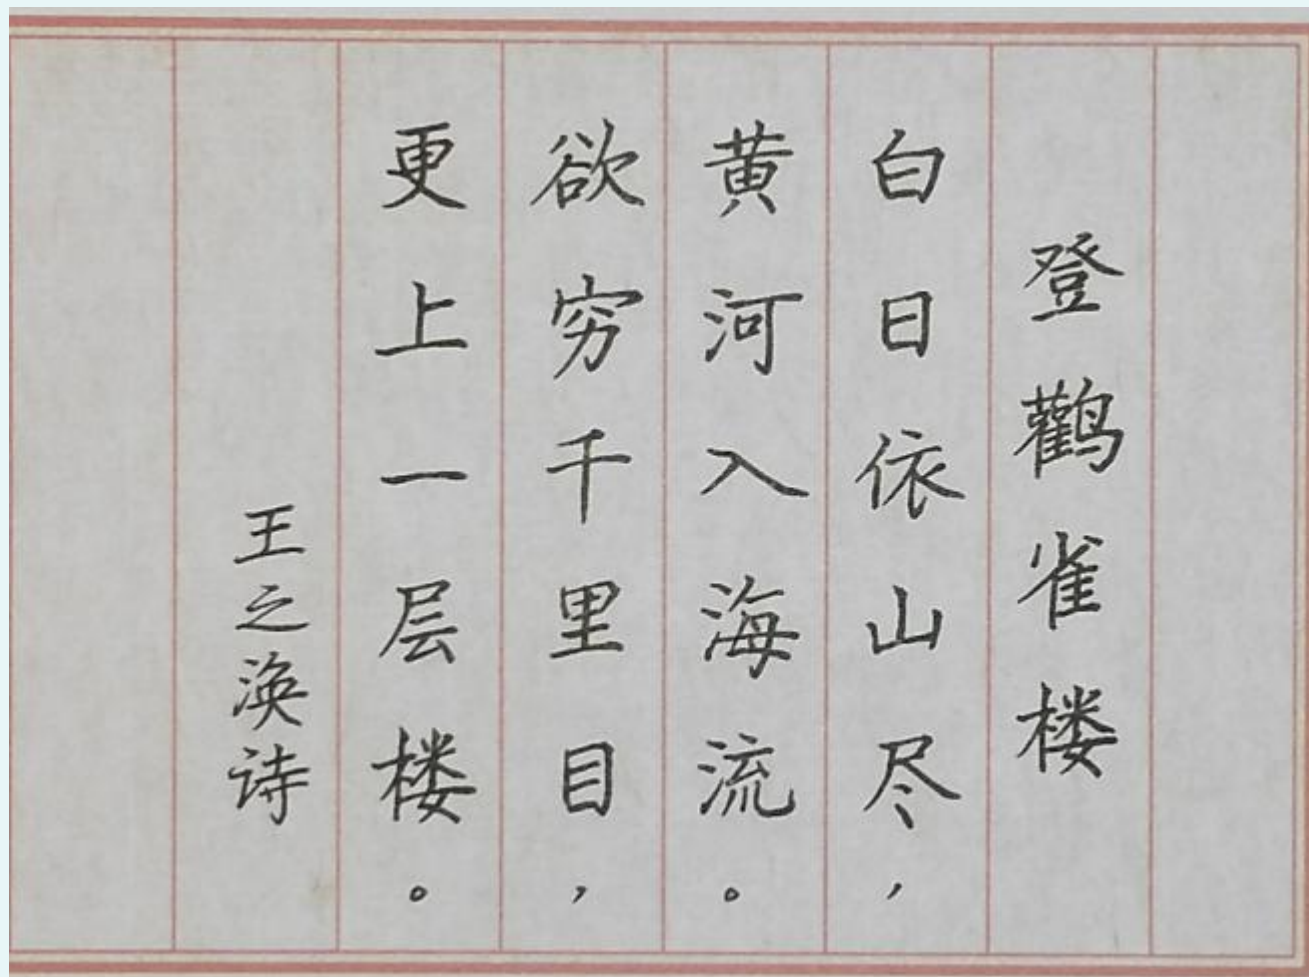 登鹳雀楼
白日依山尽，
黄河入海流。
欲穷千里目，
更上一层楼。
王之涣诗